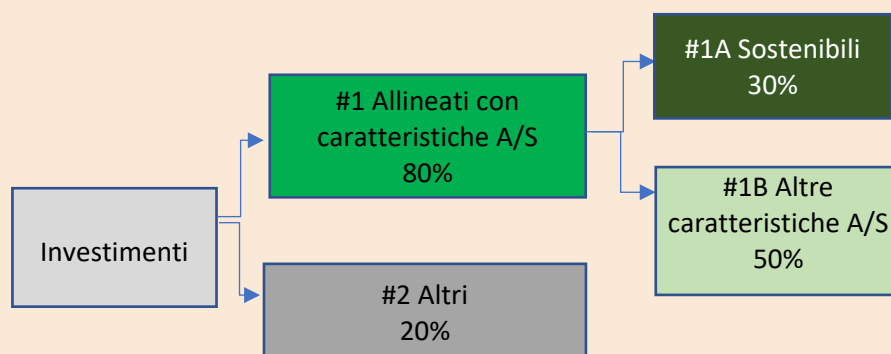 #1A Sostenibili
30%
#1 Allineati con
caratteristiche A/S
80%
#1B Altre
caratteristiche A/S
50%
Investimenti
#2 Altri
20%